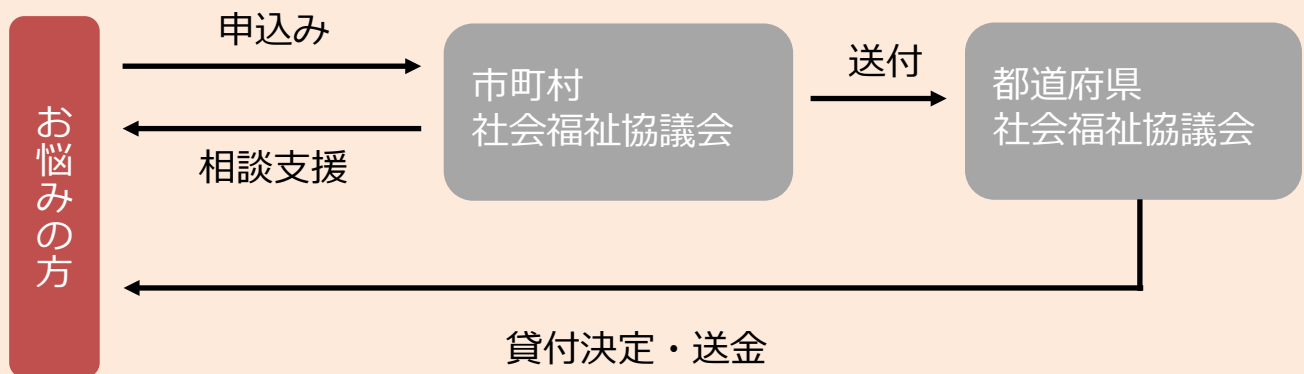 お悩みの方
申込み
相談支援
市町村
社会福祉協議会
送付
都道府県
社会福祉協議会
貸付決定・送金